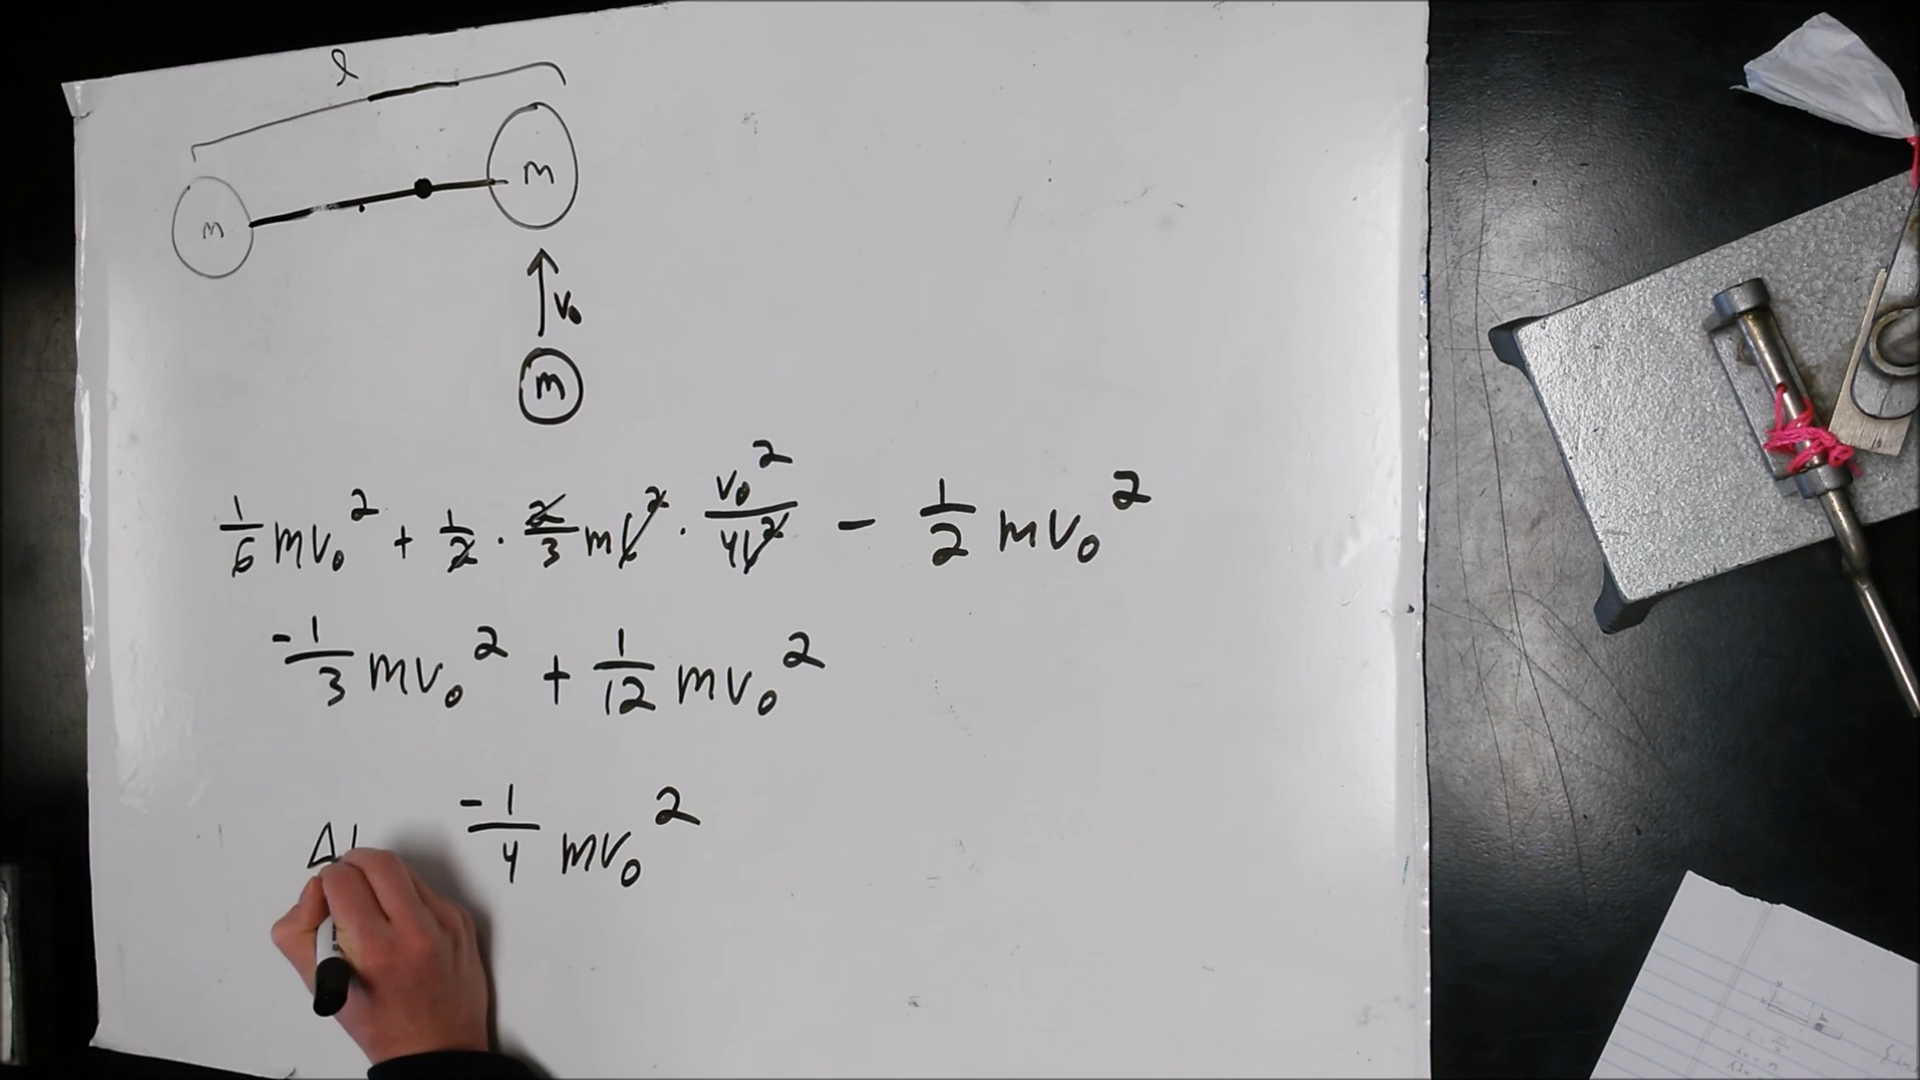 l
m
m
v₀
m
1/6 mv₀² + 1/2 · 2/3 ml² · v₀²/4l² − 1/2 mv₀²
-1/3 mv₀² + 1/12 mv₀²
Δ -1/4 mv₀²